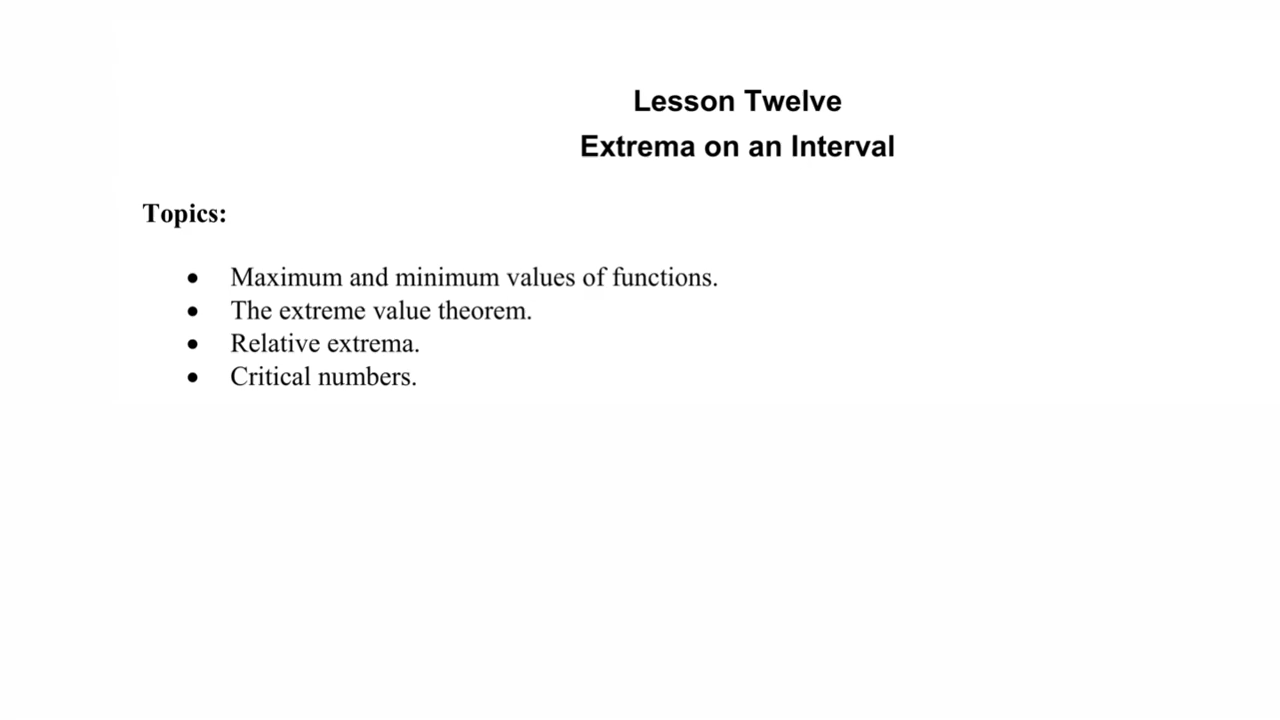 Lesson Twelve
Extrema on an Interval
Topics:
• Maximum and minimum values of functions.
• The extreme value theorem.
• Relative extrema.
• Critical numbers.